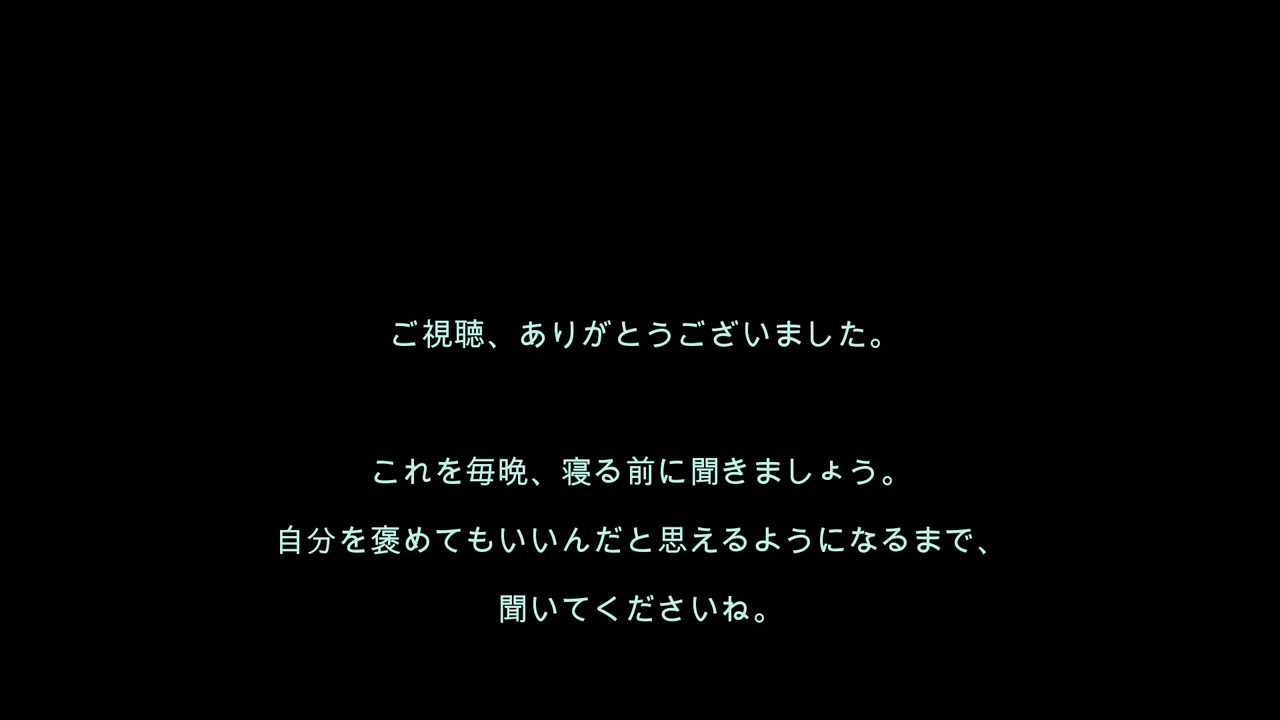 ご視聴、ありがとうございました。
これを毎晩、寝る前に聞きましょう。
自分を褒めてもいいんだと思えるようになるまで、
聞いてくださいね。